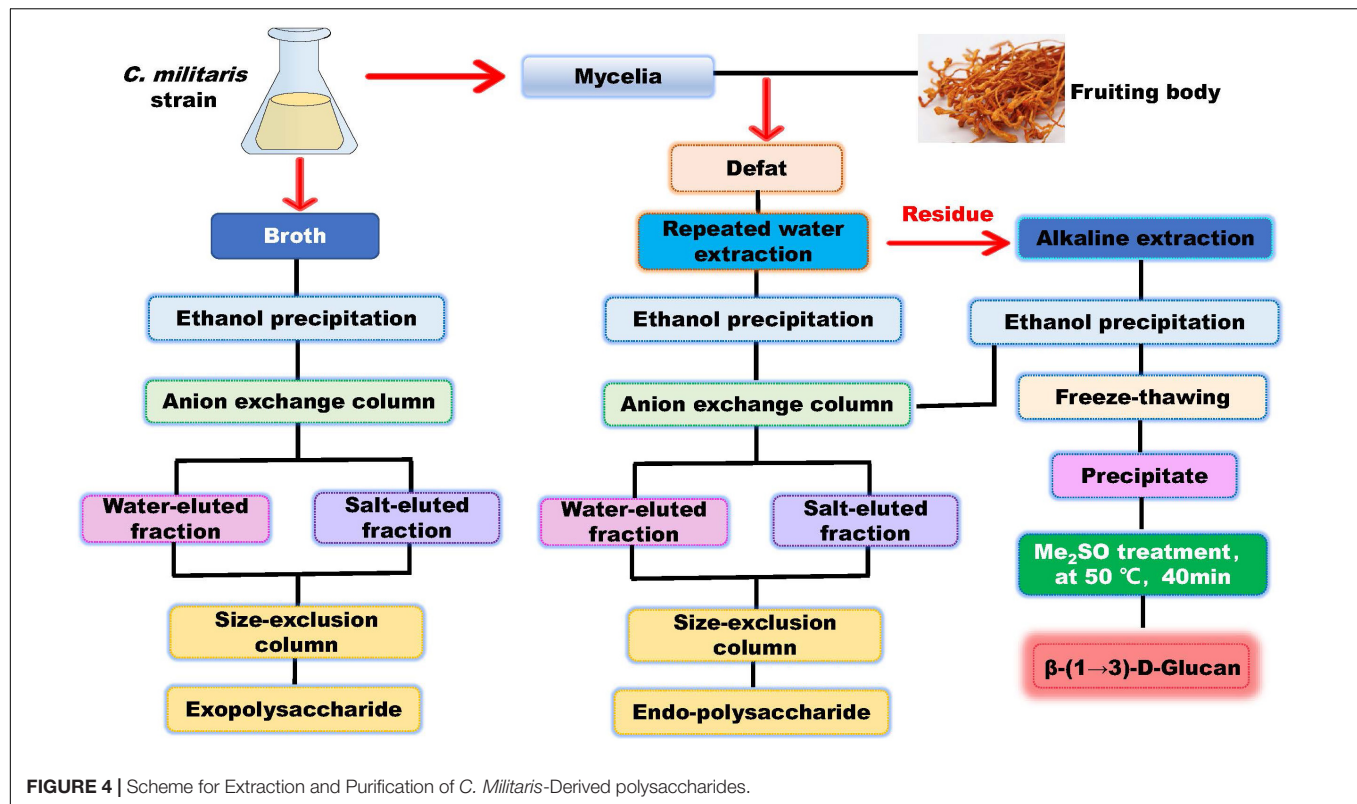 C. militaris
strain
Mycelia
Fruiting body
Defat
Broth
Repeated water
extraction
Residue
Alkaline extraction
Ethanol precipitation
Ethanol precipitation
Ethanol precipitation
Anion exchange column
Anion exchange column
Freeze-thawing
Water-eluted
fraction
Salt-eluted
fraction
Water-eluted
fraction
Salt-eluted
fraction
Precipitate
Me₂SO treatment,
at 50 ℃, 40min
Size-exclusion
column
Size-exclusion
column
β-(1→3)-D-Glucan
Exopolysaccharide
Endo-polysaccharide
FIGURE 4 | Scheme for Extraction and Purification of C. Militaris-Derived polysaccharides.